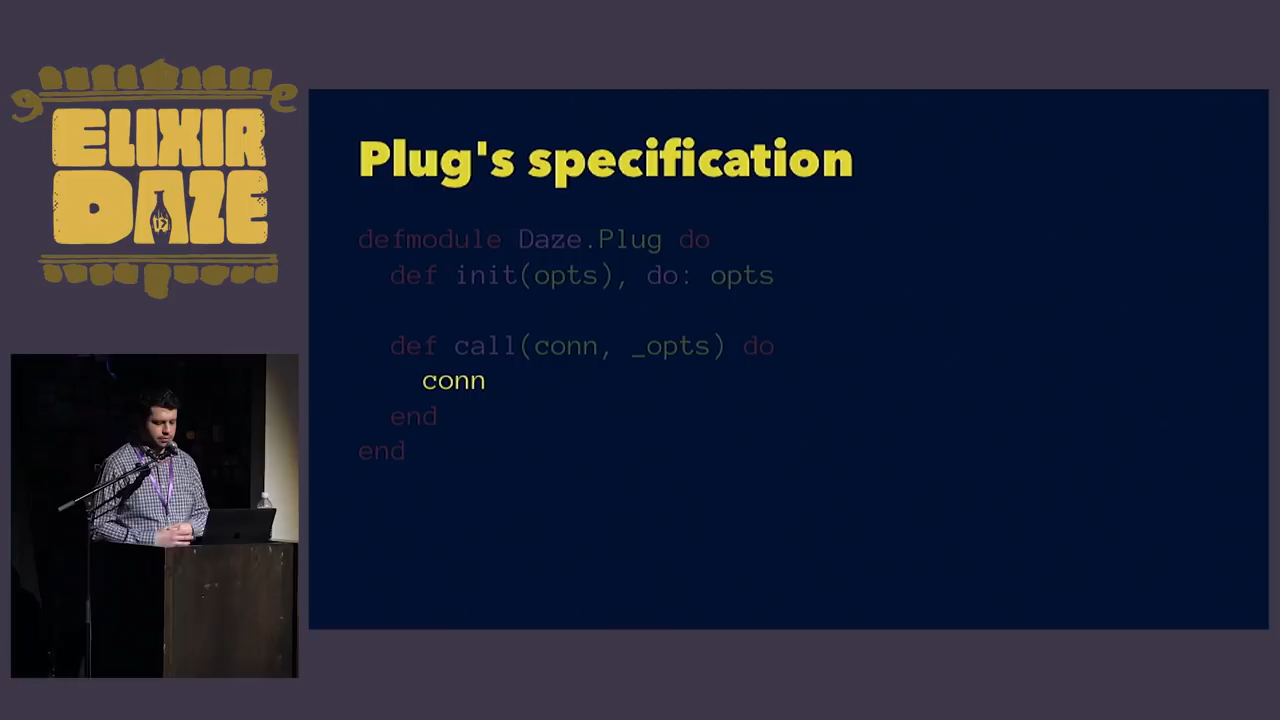 ELIXIR
DAZE
Plug's specification
defmodule Daze.Plug do
  def init(opts), do: opts

  def call(conn, _opts) do
    conn
  end
end